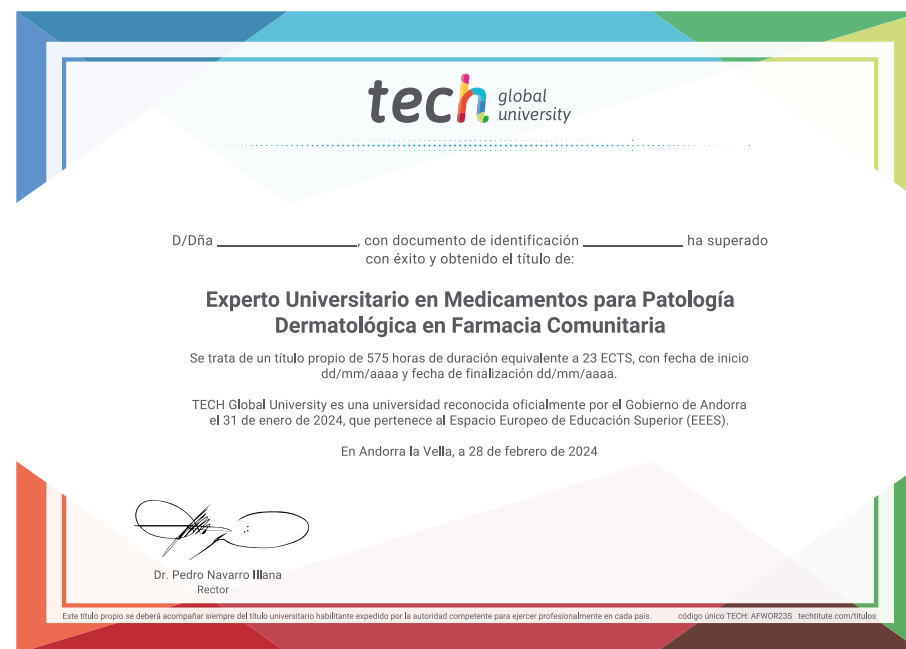 tech global university
D/Dña ____________________, con documento de identificación ______________ ha superado
con éxito y obtenido el título de:
Experto Universitario en Medicamentos para Patología
Dermatológica en Farmacia Comunitaria
Se trata de un título propio de 575 horas de duración equivalente a 23 ECTS, con fecha de inicio
dd/mm/aaaa y fecha de finalización dd/mm/aaaa.
TECH Global University es una universidad reconocida oficialmente por el Gobierno de Andorra
el 31 de enero de 2024, que pertenece al Espacio Europeo de Educación Superior (EEES).
En Andorra la Vella, a 28 de febrero de 2024
Dr. Pedro Navarro Illana
Rector
Este título propio se deberá acompañar siempre del título universitario habilitante expedido por la autoridad competente para ejercer profesionalmente en cada país. código único TECH: AFWOR23S techtitute.com/titulos